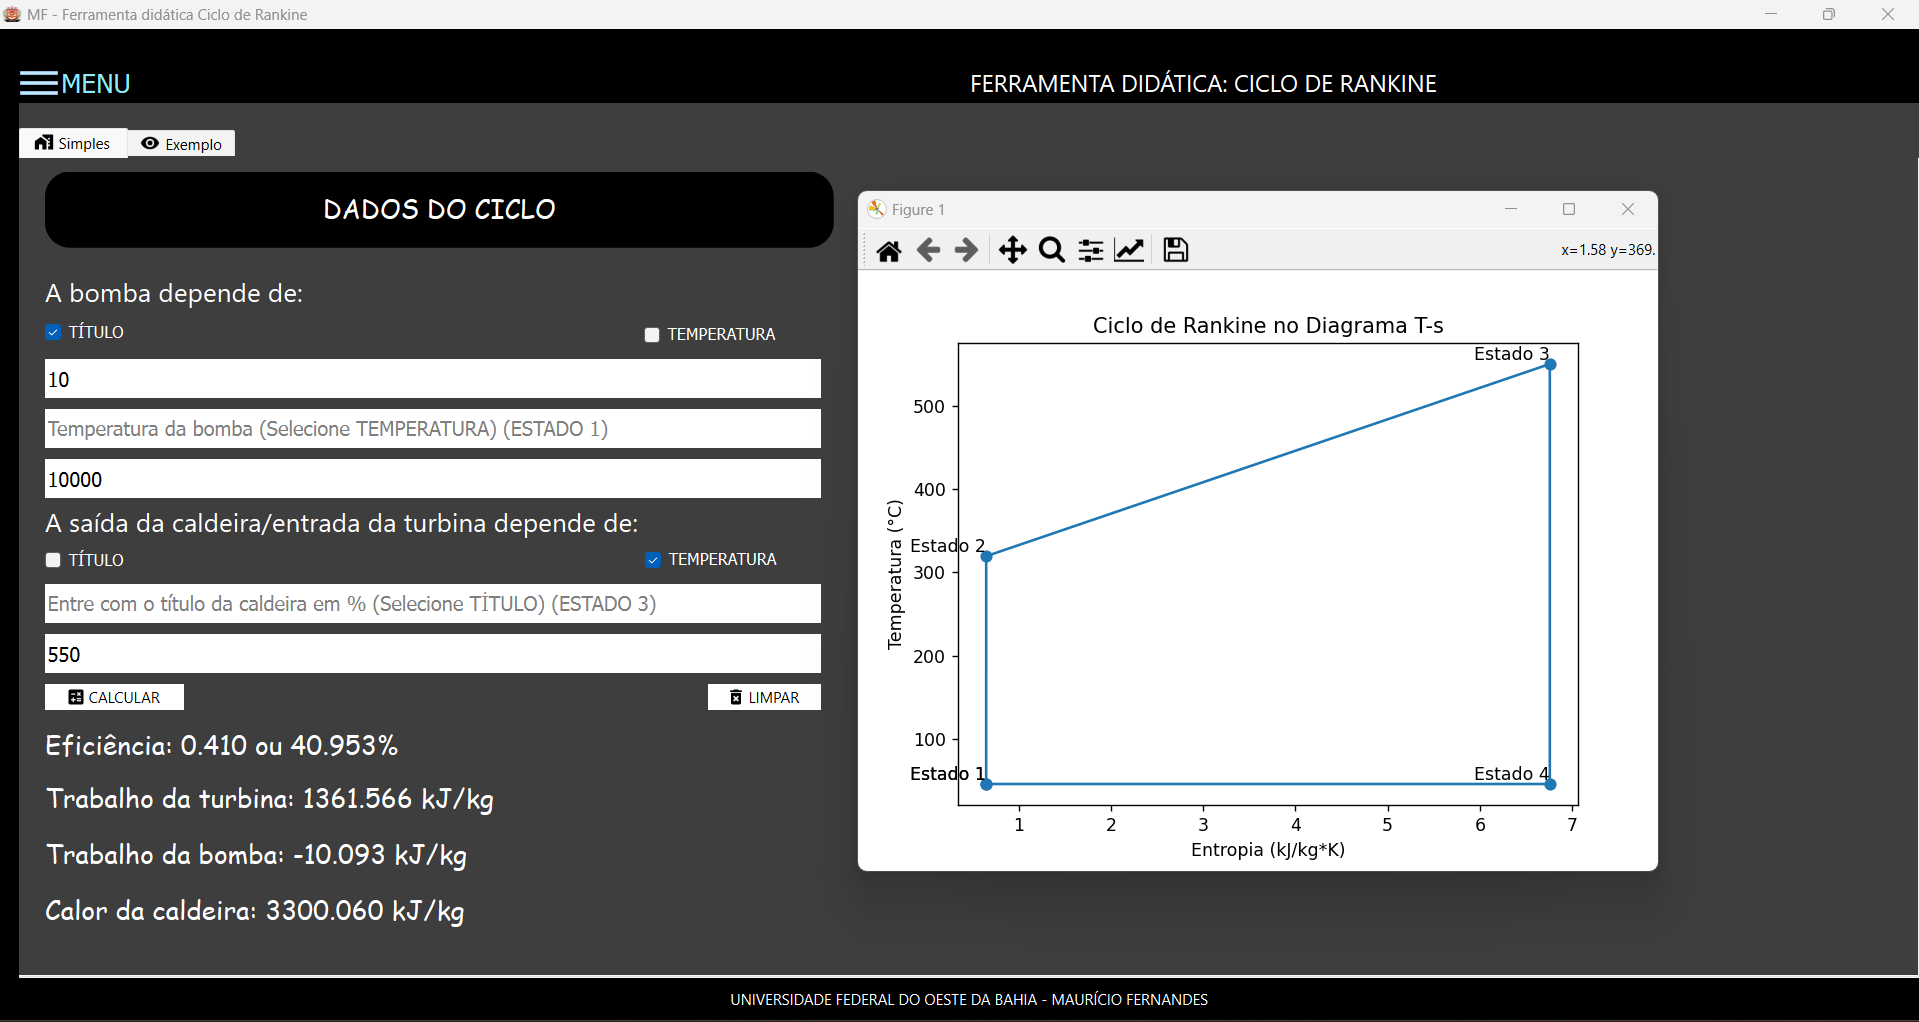 MF - Ferramenta didática Ciclo de Rankine
MENU
FERRAMENTA DIDÁTICA: CICLO DE RANKINE
Simples
Exemplo
DADOS DO CICLO
A bomba depende de:
TÍTULO
TEMPERATURA
10
Temperatura da bomba (Selecione TEMPERATURA) (ESTADO 1)
10000
A saída da caldeira/entrada da turbina depende de:
TÍTULO
TEMPERATURA
Entre com o título da caldeira em % (Selecione TÍTULO) (ESTADO 3)
550
CALCULAR
LIMPAR
Eficiência: 0.410 ou 40.953%
Trabalho da turbina: 1361.566 kJ/kg
Trabalho da bomba: -10.093 kJ/kg
Calor da caldeira: 3300.060 kJ/kg
Figure 1
x=1.58 y=369.
Ciclo de Rankine no Diagrama T-s
Estado 3
500
400
Estado 2
300
200
100
Estado 1
Estado 4
Temperatura (°C)
1 2 3 4 5 6 7
Entropia (kJ/kg*K)
UNIVERSIDADE FEDERAL DO OESTE DA BAHIA - MAURÍCIO FERNANDES